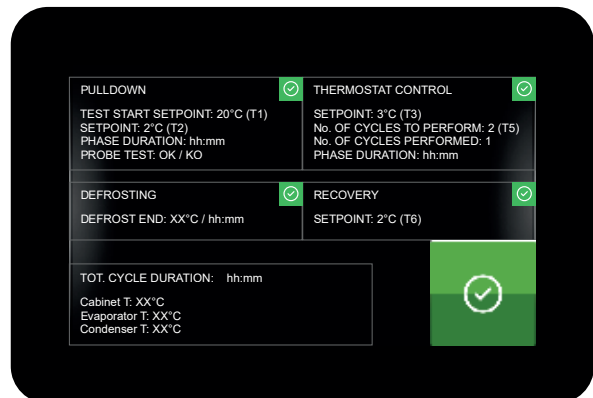 PULLDOWN
TEST START SETPOINT: 20°C (T1)
SETPOINT: 2°C (T2)
PHASE DURATION: hh:mm
PROBE TEST: OK / KO
THERMOSTAT CONTROL
SETPOINT: 3°C (T3)
No. OF CYCLES TO PERFORM: 2 (T5)
No. OF CYCLES PERFORMED: 1
PHASE DURATION: hh:mm
DEFROSTING
DEFROST END: XX°C / hh:mm
RECOVERY
SETPOINT: 2°C (T6)
TOT. CYCLE DURATION: hh:mm
Cabinet T: XX°C
Evaporator T: XX°C
Condenser T: XX°C